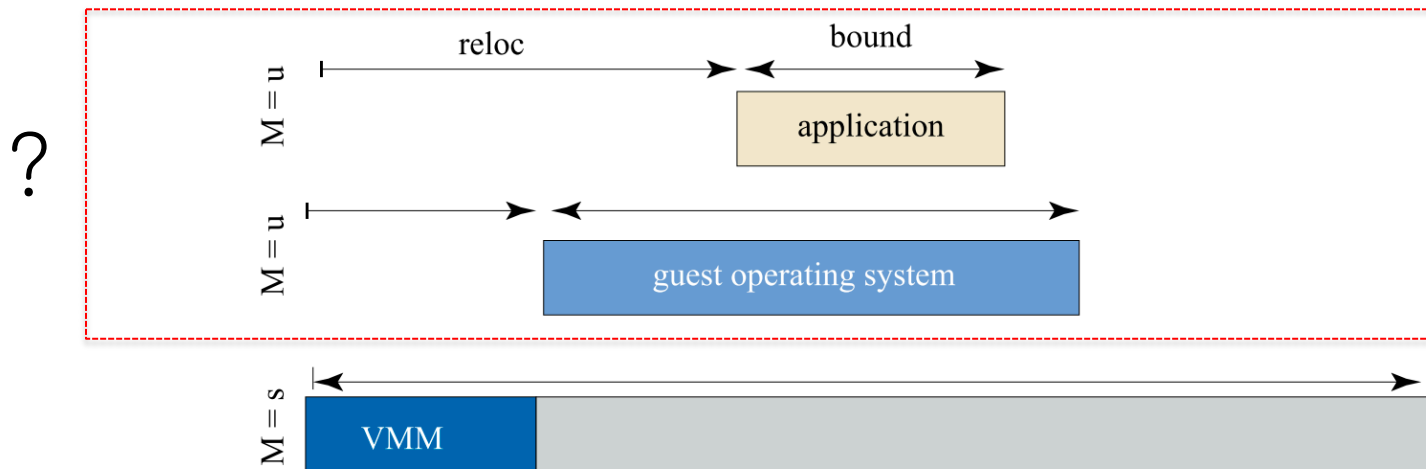 reloc
bound
M = u
application
?
M = u
guest operating system
M = s
VMM